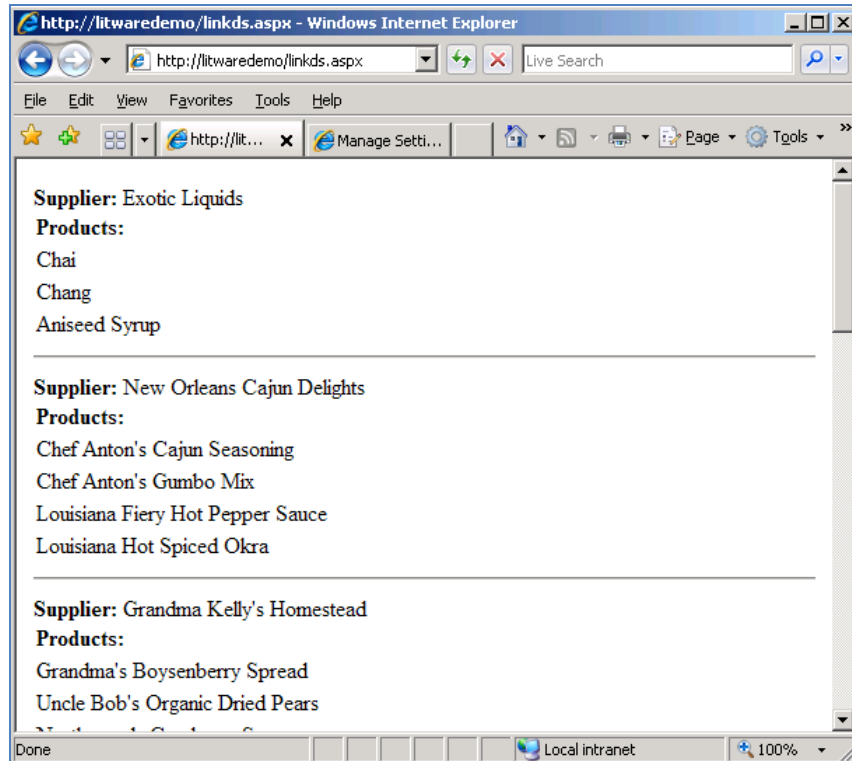 http://litwaredemo/linkds.aspx - Windows Internet Explorer
http://litwaredemo/linkds.aspx
Live Search
File Edit View Favorites Tools Help
http://lit... Manage Setti... Page Tools »
Supplier: Exotic Liquids
Products:
Chai
Chang
Aniseed Syrup
Supplier: New Orleans Cajun Delights
Products:
Chef Anton's Cajun Seasoning
Chef Anton's Gumbo Mix
Louisiana Fiery Hot Pepper Sauce
Louisiana Hot Spiced Okra
Supplier: Grandma Kelly's Homestead
Products:
Grandma's Boysenberry Spread
Uncle Bob's Organic Dried Pears
Done Local intranet 100%